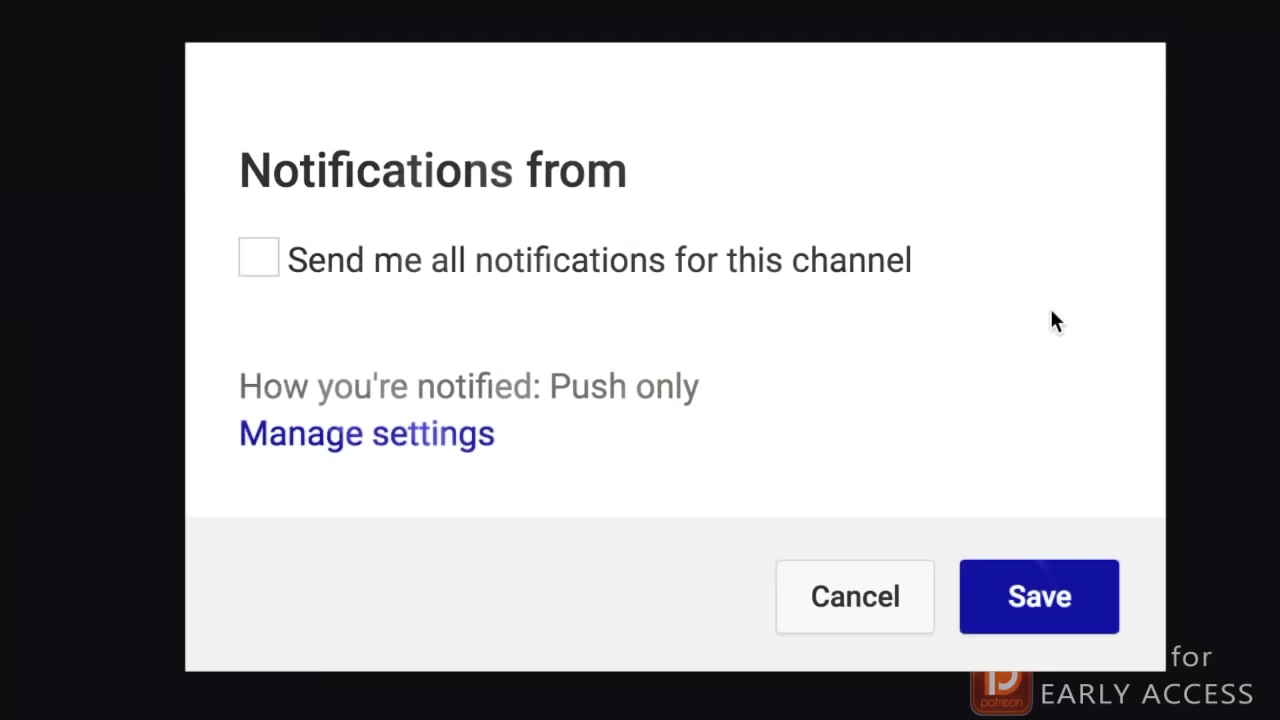 Notifications from
Send me all notifications for this channel
How you're notified: Push only
Manage settings
Cancel
Save
for
patreon
EARLY ACCESS